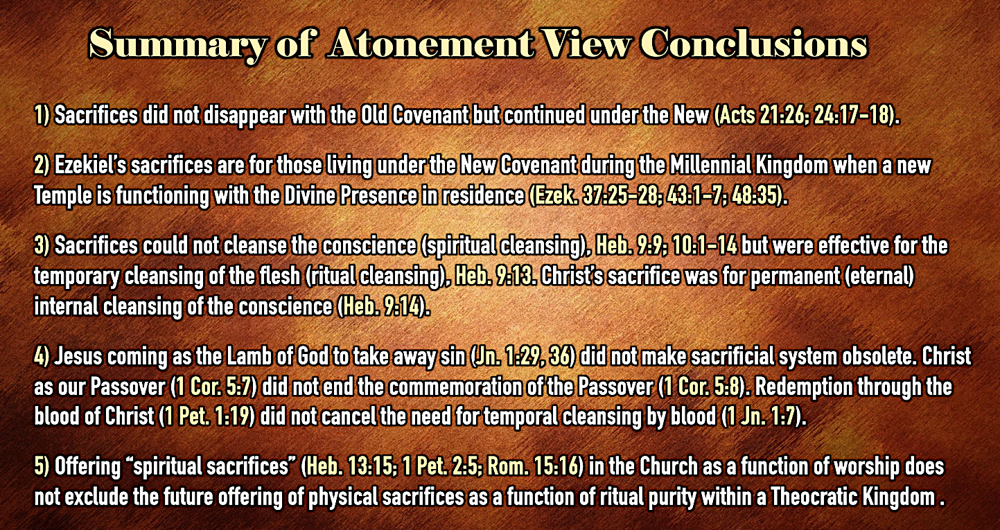 Summary of Atonement View Conclusions
1) Sacrifices did not disappear with the Old Covenant but continued under the New (Acts 21:26; 24:17–18).
2) Ezekiel’s sacrifices are for those living under the New Covenant during the Millennial Kingdom when a new
Temple is functioning with the Divine Presence in residence (Ezek. 37:25–28; 43:1–7; 48:35).
3) Sacrifices could not cleanse the conscience (spiritual cleansing), Heb. 9:9; 10:1–14 but were effective for the
temporary cleansing of the flesh (ritual cleansing), Heb. 9:13. Christ’s sacrifice was for permanent (eternal)
internal cleansing of the conscience (Heb. 9:14).
4) Jesus coming as the Lamb of God to take away sin (Jn. 1:29, 36) did not make sacrificial system obsolete. Christ
as our Passover (1 Cor. 5:7) did not end the commemoration of the Passover (1 Cor. 5:8). Redemption through the
blood of Christ (1 Pet. 1:19) did not cancel the need for temporal cleansing by blood (1 Jn. 1:7).
5) Offering “spiritual sacrifices” (Heb. 13:15; 1 Pet. 2:5; Rom. 15:16) in the Church as a function of worship does
not exclude the future offering of physical sacrifices as a function of ritual purity within a Theocratic Kingdom .